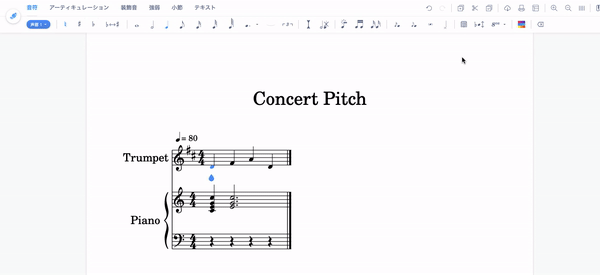 音符 アーティキュレーション 装飾音 強弱 小節 テキスト
声部 1
Concert Pitch
= 80
Trumpet
Piano